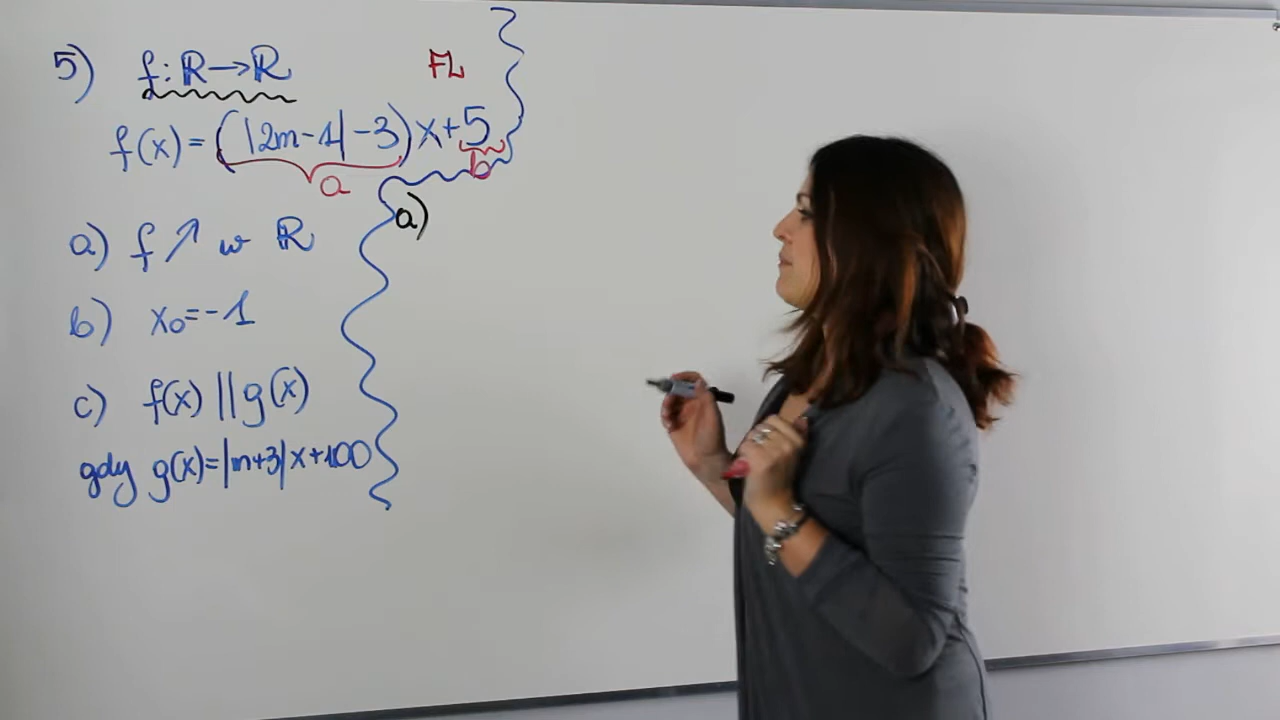 5) f: ℝ→ℝ FL
f(x) = (|2m-1|-3)x+5
a b
a) f ↗ w ℝ
b) x₀=-1
c) f(x) || g(x)
gdy g(x)=|m+3|x+100
a)